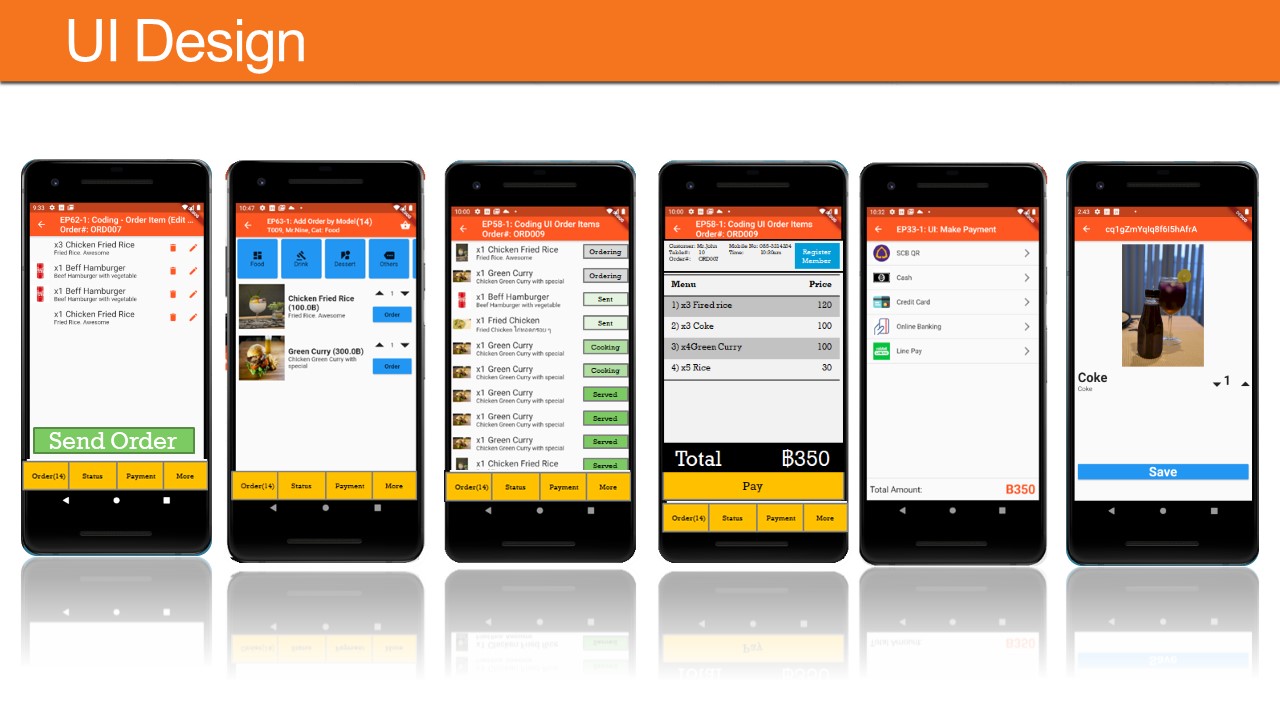 UI Design
9:33
EP62-1: Coding - Order Item (Edit ...
Order#: ORD007
x3 Chicken Fried Rice
Fried Rice. Awesome
x1 Beff Hamburger
Beef Hamburger with vegetable
x1 Beff Hamburger
Beef Hamburger with vegetable
x1 Chicken Fried Rice
Fried Rice. Awesome
Send Order
Order(14) Status Payment More
10:47
EP63-1: Add Order by Model(14)
T009, Mr.Nine, Cat: Food
Food Drink Dessert Others
Chicken Fried Rice
(100.0B)
Fried Rice. Awesome
1
Order
Green Curry (300.0B)
Chicken Green Curry with
special
1
Order
Order(14) Status Payment More
10:00
EP58-1: Coding UI Order Items
Order#: ORD009
x1 Chicken Fried Rice
Fried Rice. Awesome
Ordering
x1 Green Curry
Chicken Green Curry with special
Ordering
x1 Beff Hamburger
Beef Hamburger with vegetable
Sent
x1 Fried Chicken
Fried Chicken
Sent
x1 Green Curry
Chicken Green Curry with special
Cooking
x1 Green Curry
Chicken Green Curry with special
Cooking
x1 Green Curry
Chicken Green Curry with special
Served
x1 Green Curry
Chicken Green Curry with special
Served
x1 Green Curry
Chicken Green Curry with special
Served
x1 Chicken Fried Rice
Served
Order(14) Status Payment More
10:00
EP58-1: Coding UI Order Items
Order#: ORD009
Customer: Mr.John Mobile No:
Table#: 10 Time: 10:30am
Order#: ORD007
Register
Member
Menu Price
1) x3 Fired rice 120
2) x3 Coke 100
3) x4Green Curry 100
4) x5 Rice 30
Total ฿350
Pay
Order(14) Status Payment More
10:32
EP33-1: UI: Make Payment
SCB QR
Cash
Credit Card
Online Banking
Line Pay
Total Amount: ฿350
2:43
cq1gZmYqIq8f6I5hAfrA
Coke
Coke
1
Save